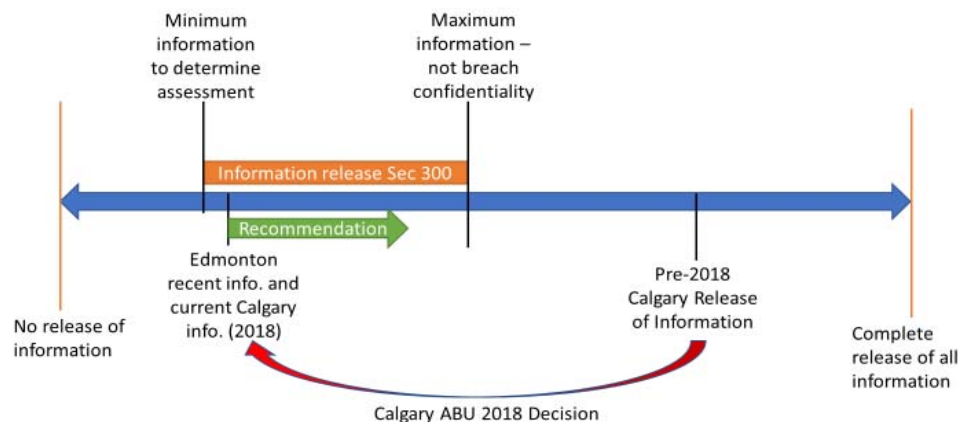 Minimum
information
to determine
assessment
Maximum
information –
not breach
confidentiality
Information release Sec 300
Recommendation
Edmonton
recent info. and
current Calgary
info. (2018)
Pre-2018
Calgary Release
of Information
No release of
information
Complete
release of all
information
Calgary ABU 2018 Decision